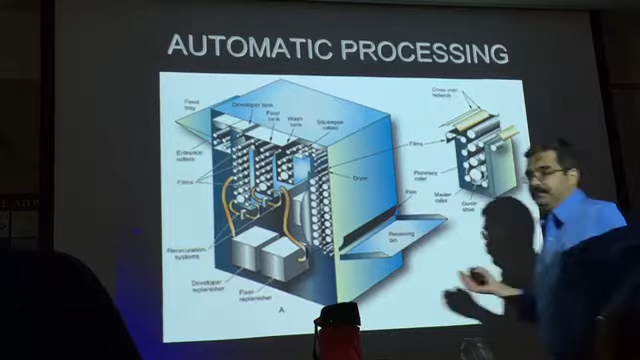 AUTOMATIC PROCESSING
Feed
tray
Developer tank
Fixer
tank
Wash
tank
Squeegee
rollers
Entrance
rollers
Films
Films
Dryer
Film
Receiving
bin
Recirculation
systems
Developer
replenisher
Fixer
replenisher
A
Cross-over
network
Planetary
roller
Master
roller
Guide
shoe